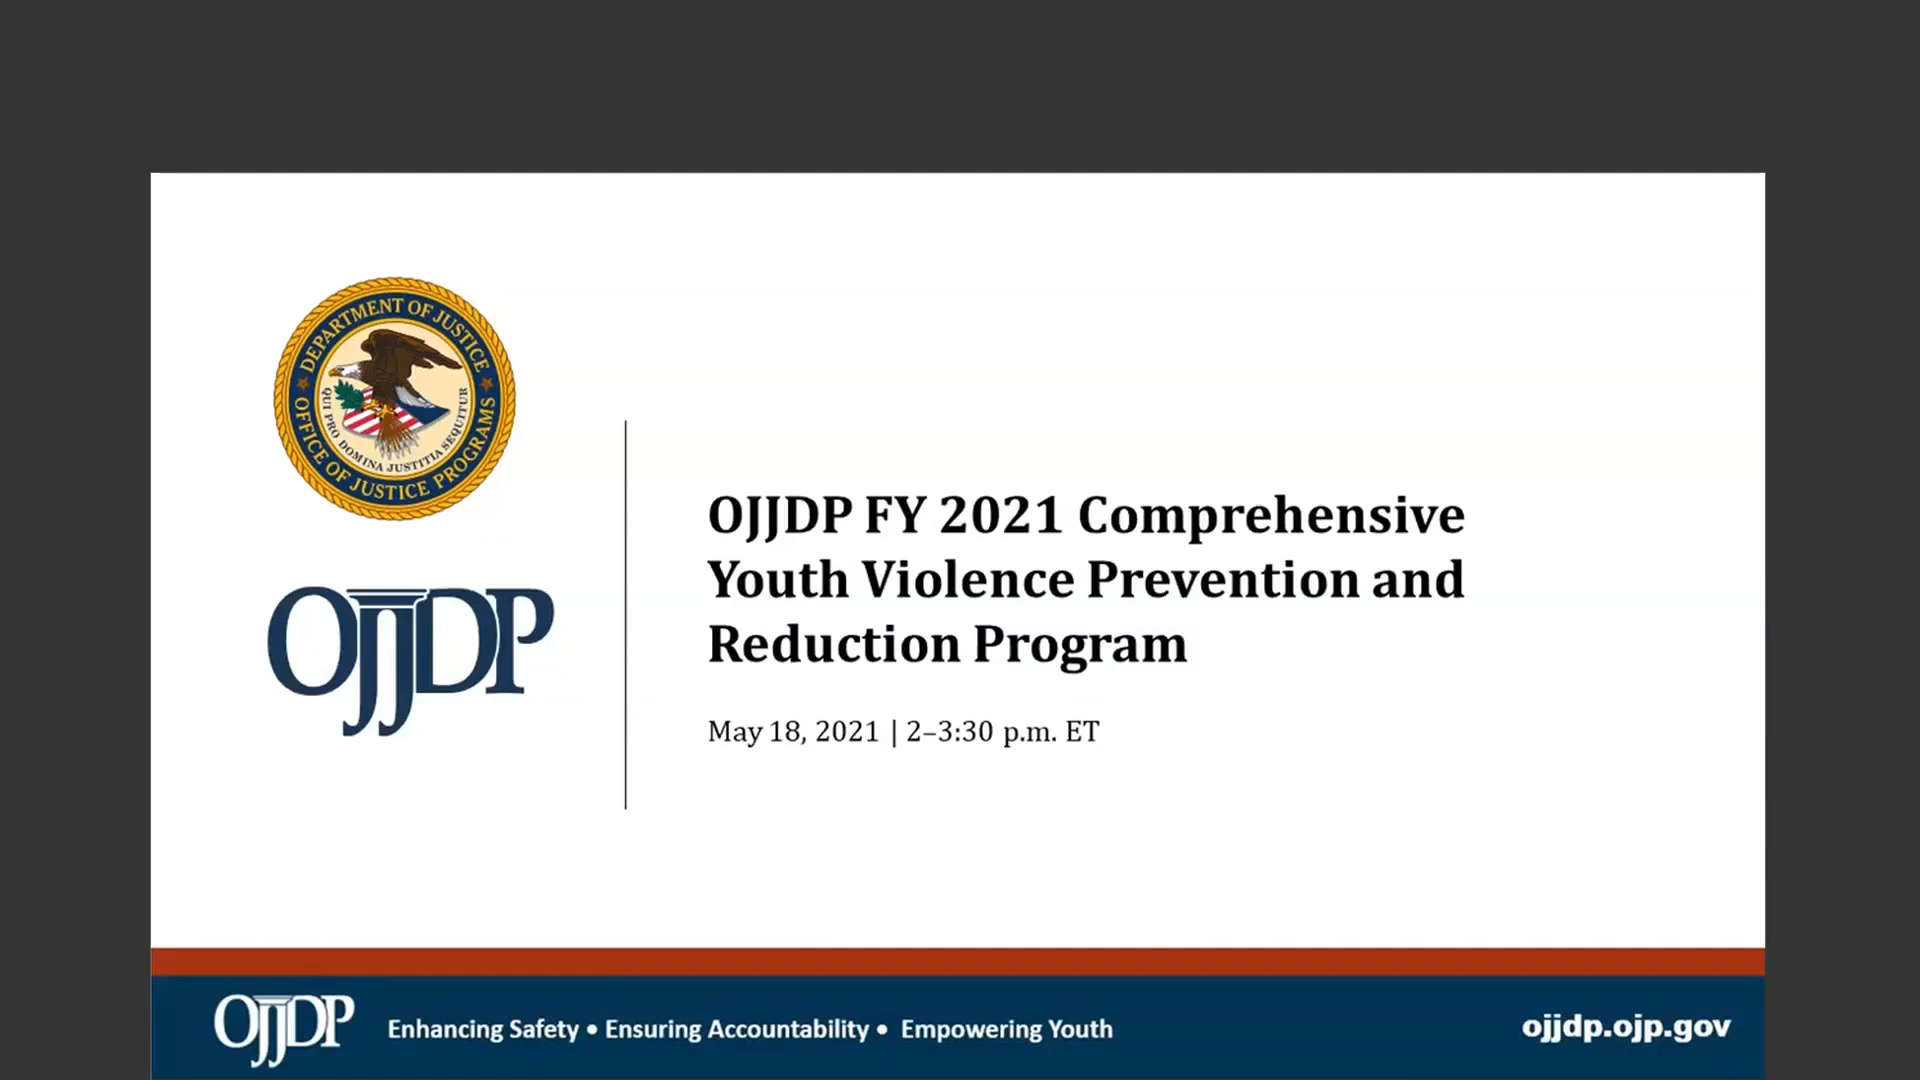 DEPARTMENT OF JUSTICE
OFFICE OF JUSTICE PROGRAMS
QUI PRO DOMINA JUSTITIA SEQUITUR
OJJDP
OJJDP FY 2021 Comprehensive
Youth Violence Prevention and
Reduction Program
May 18, 2021 | 2–3:30 p.m. ET
OJJDP
Enhancing Safety • Ensuring Accountability • Empowering Youth
ojjdp.ojp.gov